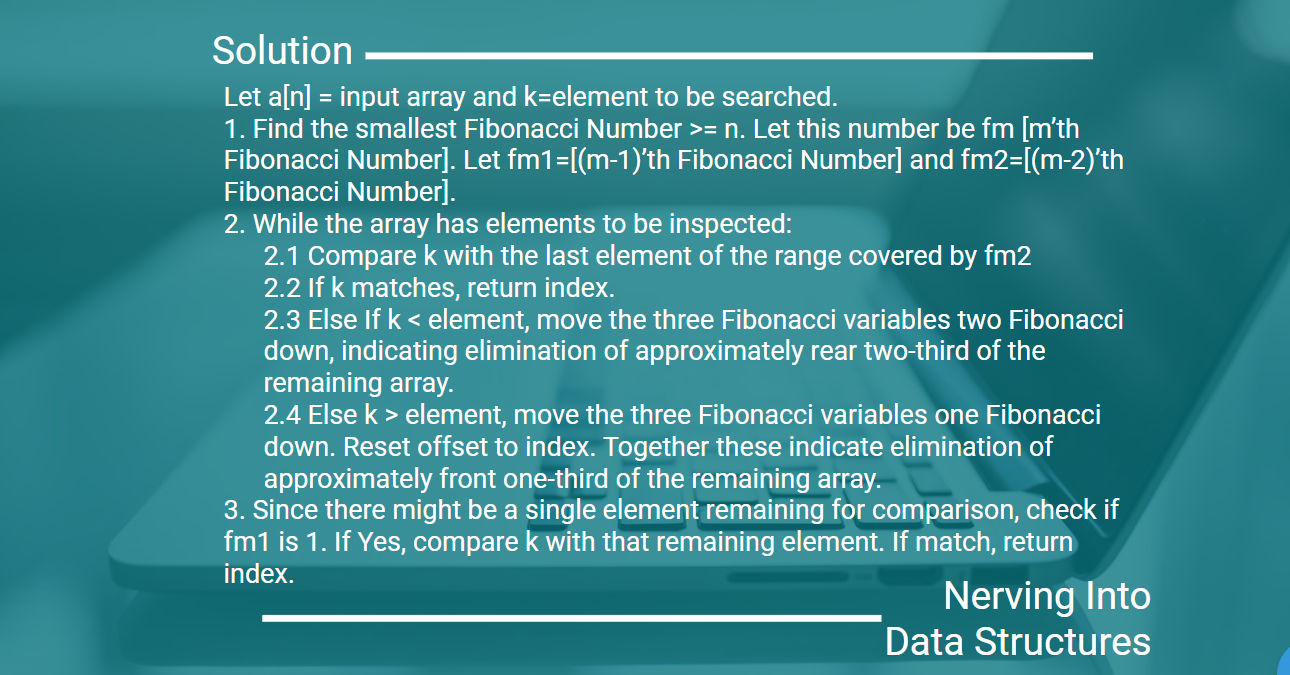 Solution
Let a[n] = input array and k=element to be searched.
1. Find the smallest Fibonacci Number >= n. Let this number be fm [m’th
Fibonacci Number]. Let fm1=[(m-1)’th Fibonacci Number] and fm2=[(m-2)’th
Fibonacci Number].
2. While the array has elements to be inspected:
2.1 Compare k with the last element of the range covered by fm2
2.2 If k matches, return index.
2.3 Else If k < element, move the three Fibonacci variables two Fibonacci
down, indicating elimination of approximately rear two-third of the
remaining array.
2.4 Else k > element, move the three Fibonacci variables one Fibonacci
down. Reset offset to index. Together these indicate elimination of
approximately front one-third of the remaining array.
3. Since there might be a single element remaining for comparison, check if
fm1 is 1. If Yes, compare k with that remaining element. If match, return
index.
Nerving Into
Data Structures